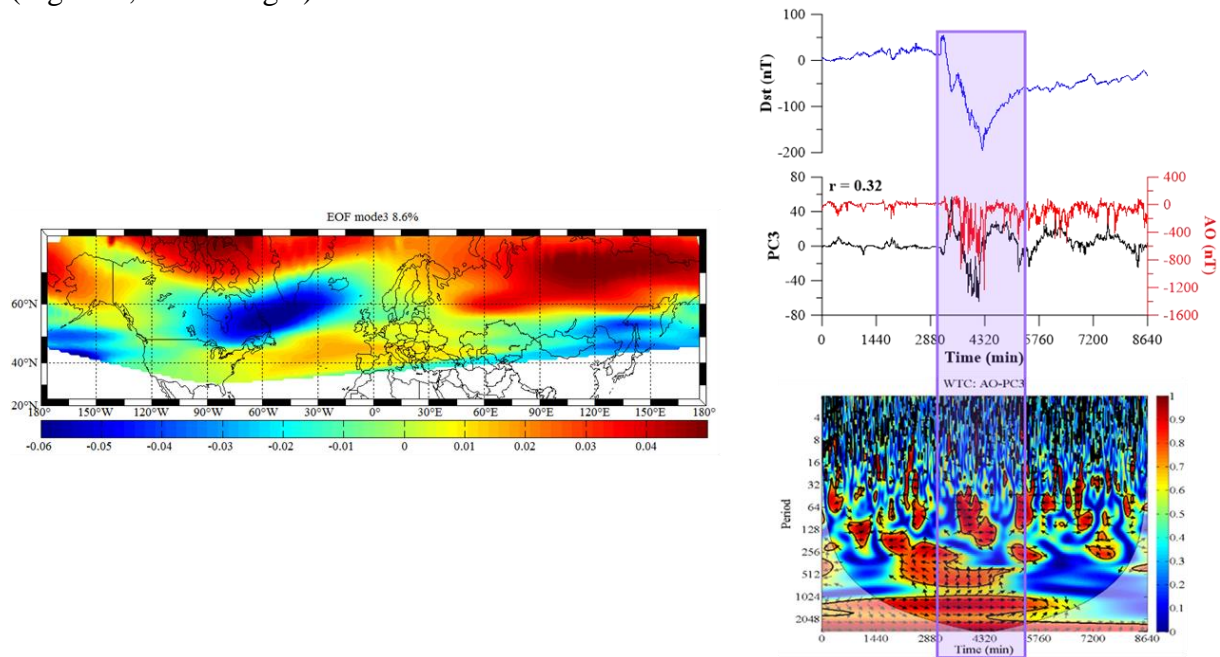 EOF mode3 8.6%
60°N
40°N
20°N
180° 150°W 120°W 90°W 60°W 30°W 0° 30°E 60°E 90°E 120°E 150°E 180°
-0.06 -0.05 -0.04 -0.03 -0.02 -0.01 0 0.01 0.02 0.03 0.04
100
0
-100
-200
Dst (nT)
r = 0.32
80
40
0
-40
-80
PC3
400
0
-400
-800
-1200
-1600
AO (nT)
0 1440 2880 4320 5760 7200 8640
Time (min)
WTC: AO-PC3
4
8
16
32
64
128
256
512
1024
2048
Period
1
0.9
0.8
0.7
0.6
0.5
0.4
0.3
0.2
0.1
0
0 1440 2880 4320 5760 7200 8640
Time (min)